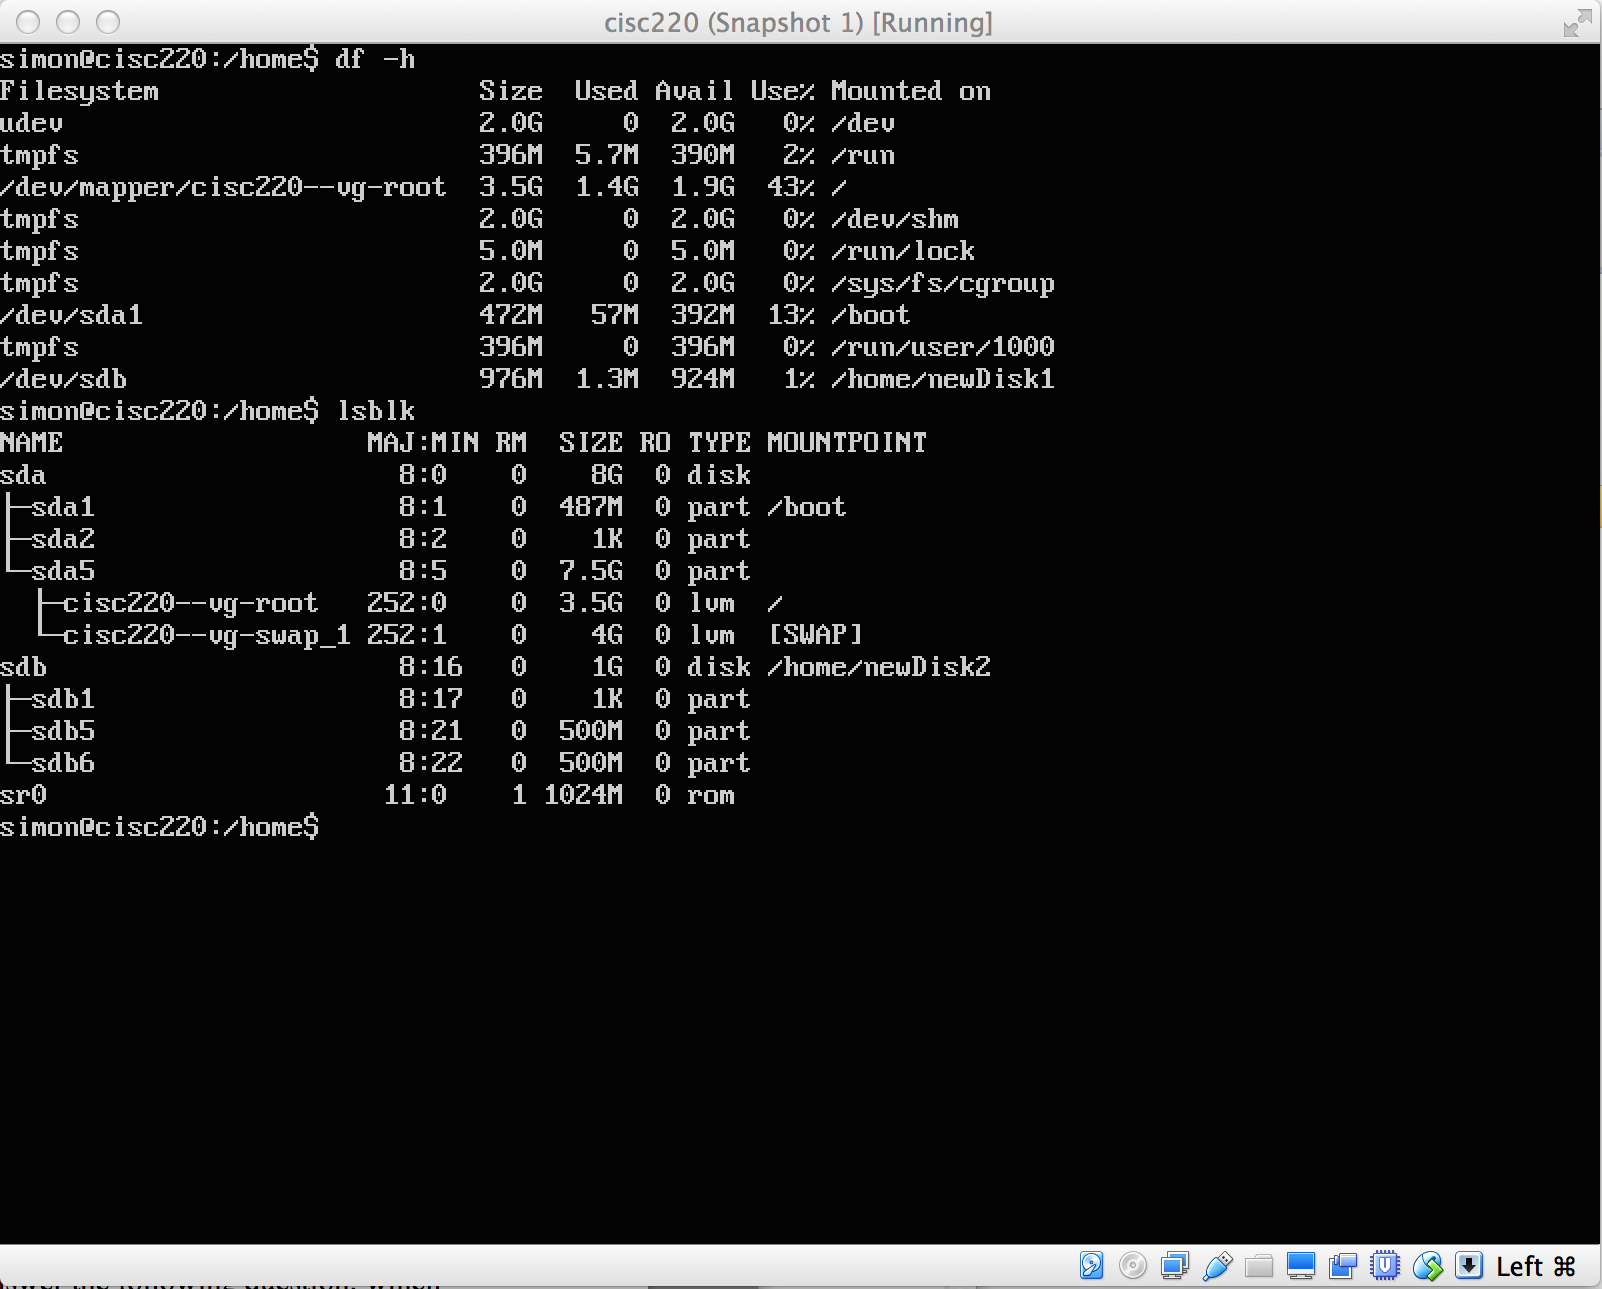 cisc220 (Snapshot 1) [Running]
simon@cisc220:/home$ df -h
Filesystem                    Size  Used Avail Use% Mounted on
udev                          2.0G     0  2.0G   0% /dev
tmpfs                         396M  5.7M  390M   2% /run
/dev/mapper/cisc220--vg-root  3.5G  1.4G  1.9G  43% /
tmpfs                         2.0G     0  2.0G   0% /dev/shm
tmpfs                         5.0M     0  5.0M   0% /run/lock
tmpfs                         2.0G     0  2.0G   0% /sys/fs/cgroup
/dev/sda1                     472M   57M  392M  13% /boot
tmpfs                         396M     0  396M   0% /run/user/1000
/dev/sdb                      976M  1.3M  924M   1% /home/newDisk1
simon@cisc220:/home$ lsblk
NAME                   MAJ:MIN RM  SIZE RO TYPE MOUNTPOINT
sda                      8:0    0    8G  0 disk
├─sda1                   8:1    0  487M  0 part /boot
├─sda2                   8:2    0    1K  0 part
└─sda5                   8:5    0  7.5G  0 part
  ├─cisc220--vg-root   252:0    0  3.5G  0 lvm  /
  └─cisc220--vg-swap_1 252:1    0    4G  0 lvm  [SWAP]
sdb                      8:16   0    1G  0 disk /home/newDisk2
├─sdb1                   8:17   0    1K  0 part
├─sdb5                   8:21   0  500M  0 part
└─sdb6                   8:22   0  500M  0 part
sr0                     11:0    1 1024M  0 rom
simon@cisc220:/home$
Left ⌘